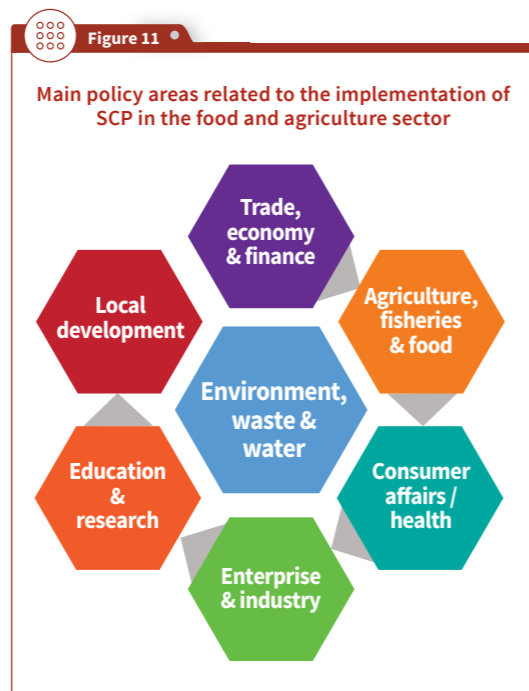 Figure 11
Main policy areas related to the implementation of
SCP in the food and agriculture sector
Trade,
economy
& finance
Agriculture,
fisheries
& food
Consumer
affairs /
health
Enterprise
& industry
Education
&
research
Local
development
Environment,
waste &
water